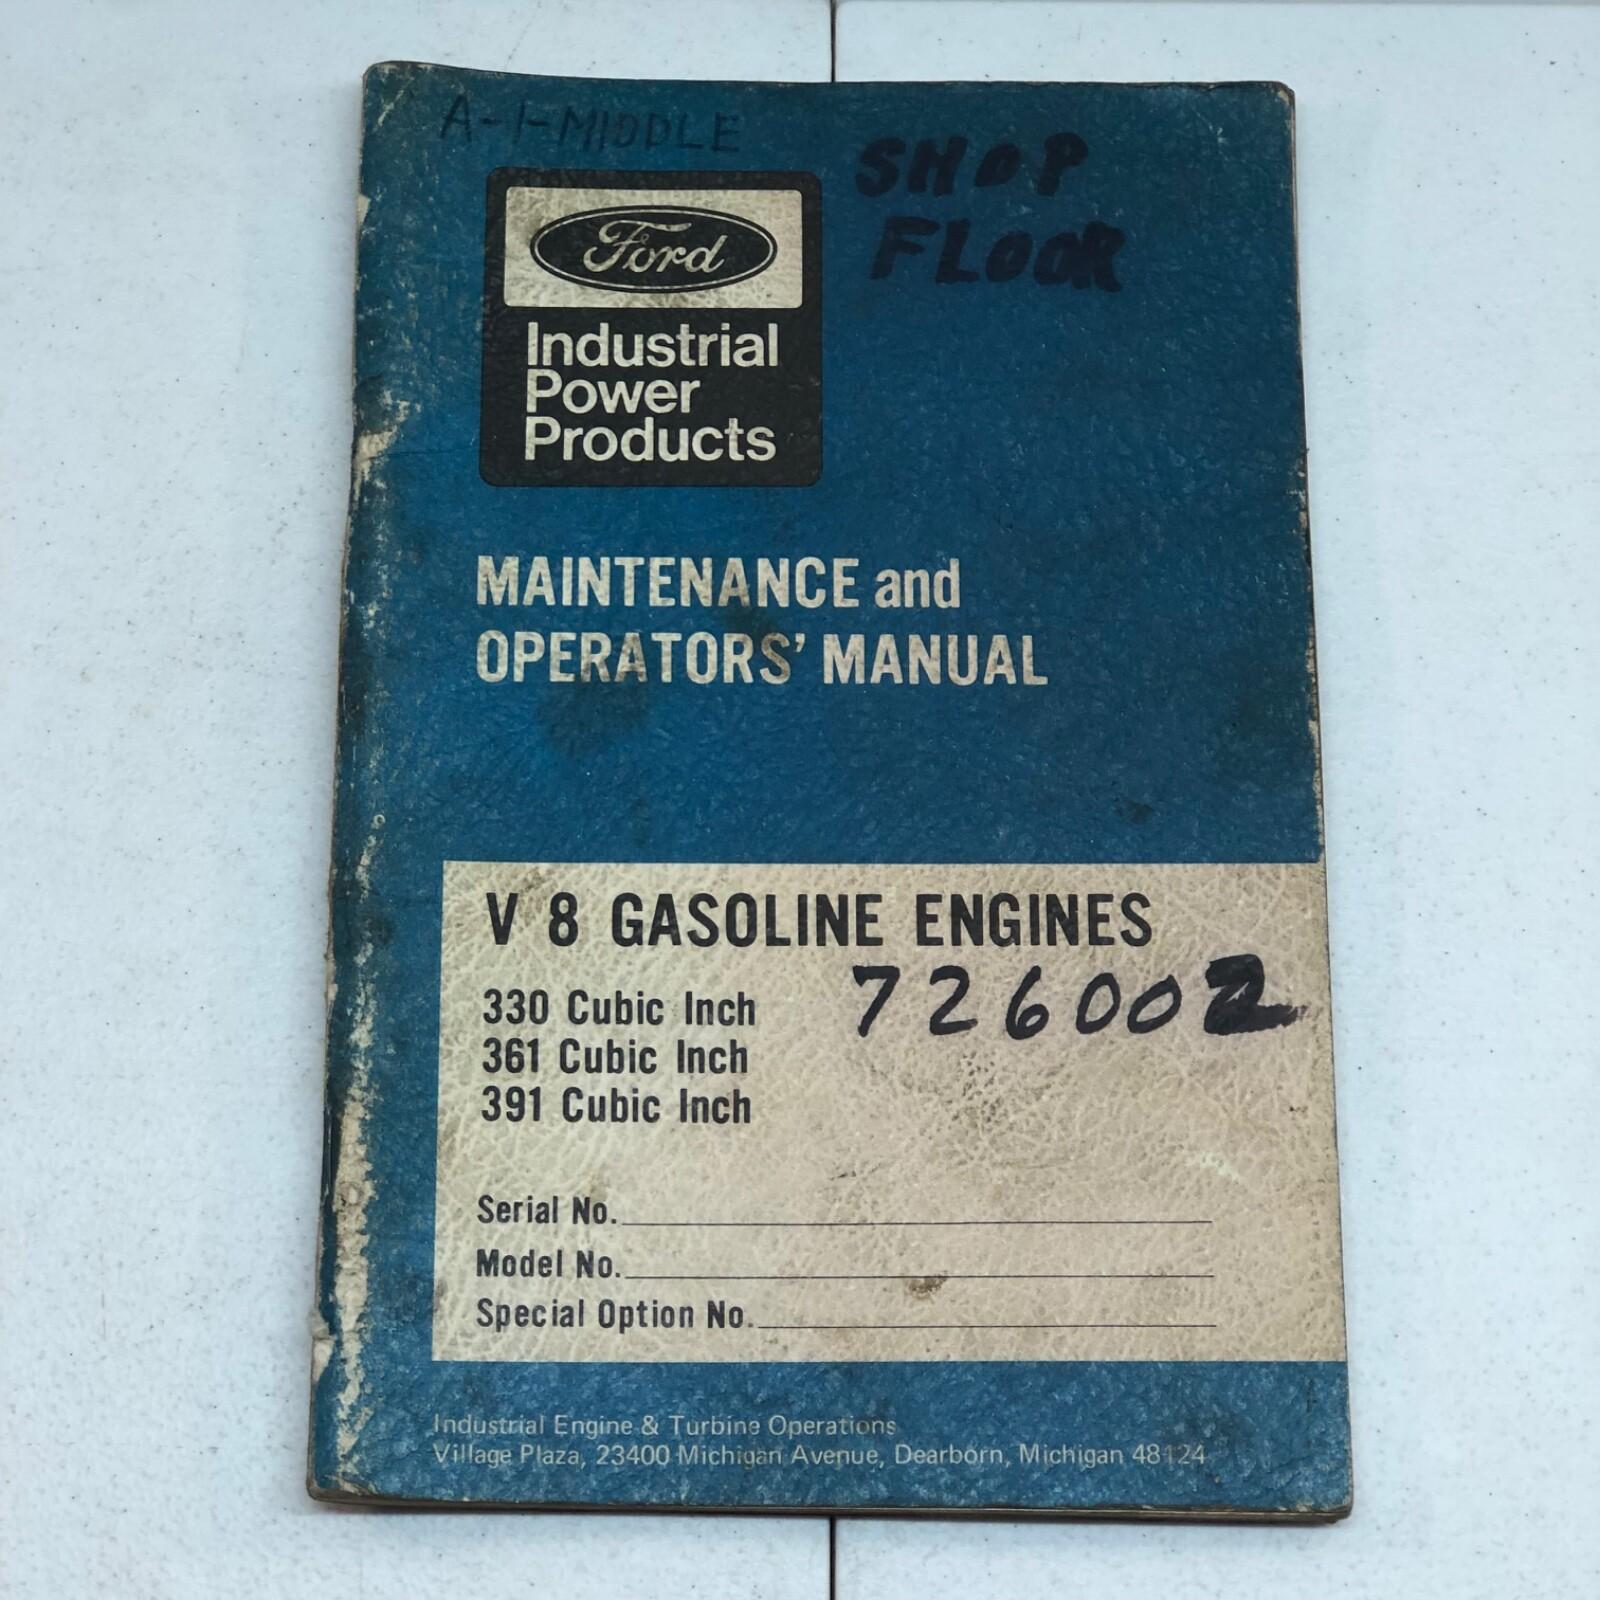 A-1-MIDDLE
SHOP
FLOOR
Ford
Industrial
Power
Products
MAINTENANCE and
OPERATORS' MANUAL
V 8 GASOLINE ENGINES
726002
330 Cubic Inch
361 Cubic Inch
391 Cubic Inch
Serial No.
Model No.
Special Option No.
Industrial Engine & Turbine Operations
Village Plaza, 23400 Michigan Avenue, Dearborn, Michigan 48124